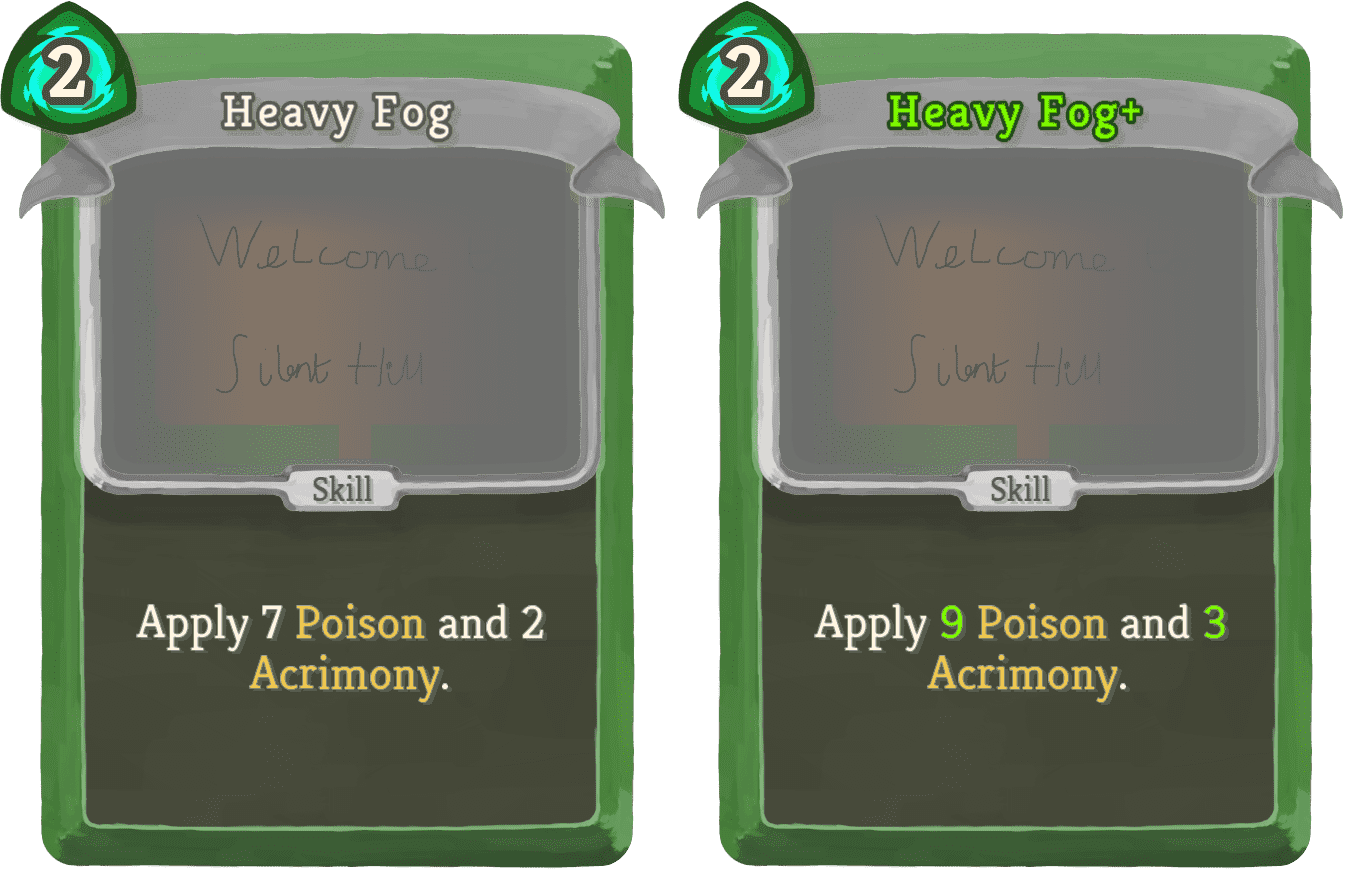 2
Heavy Fog
Welcome
Silent Hill
Skill
Apply 7 Poison and 2
Acrimony.
2
Heavy Fog+
Welcome
Silent Hill
Skill
Apply 9 Poison and 3
Acrimony.